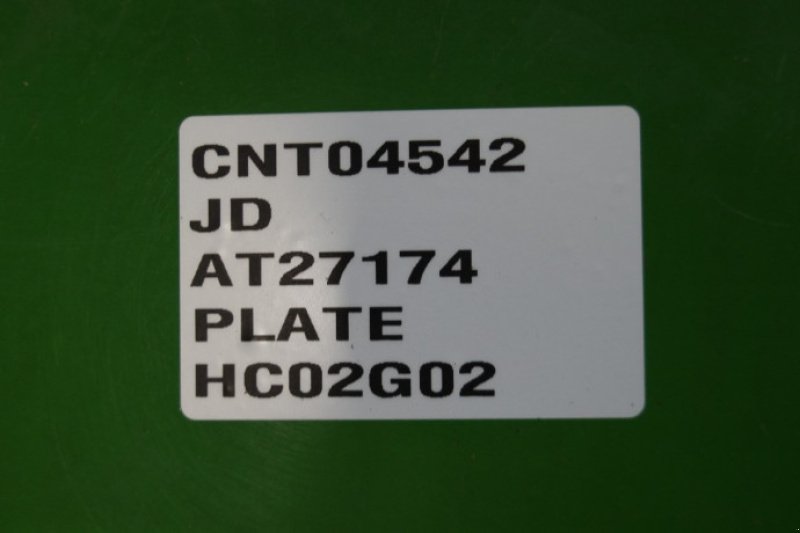 CNT04542
JD
AT27174
PLATE
HC02G02